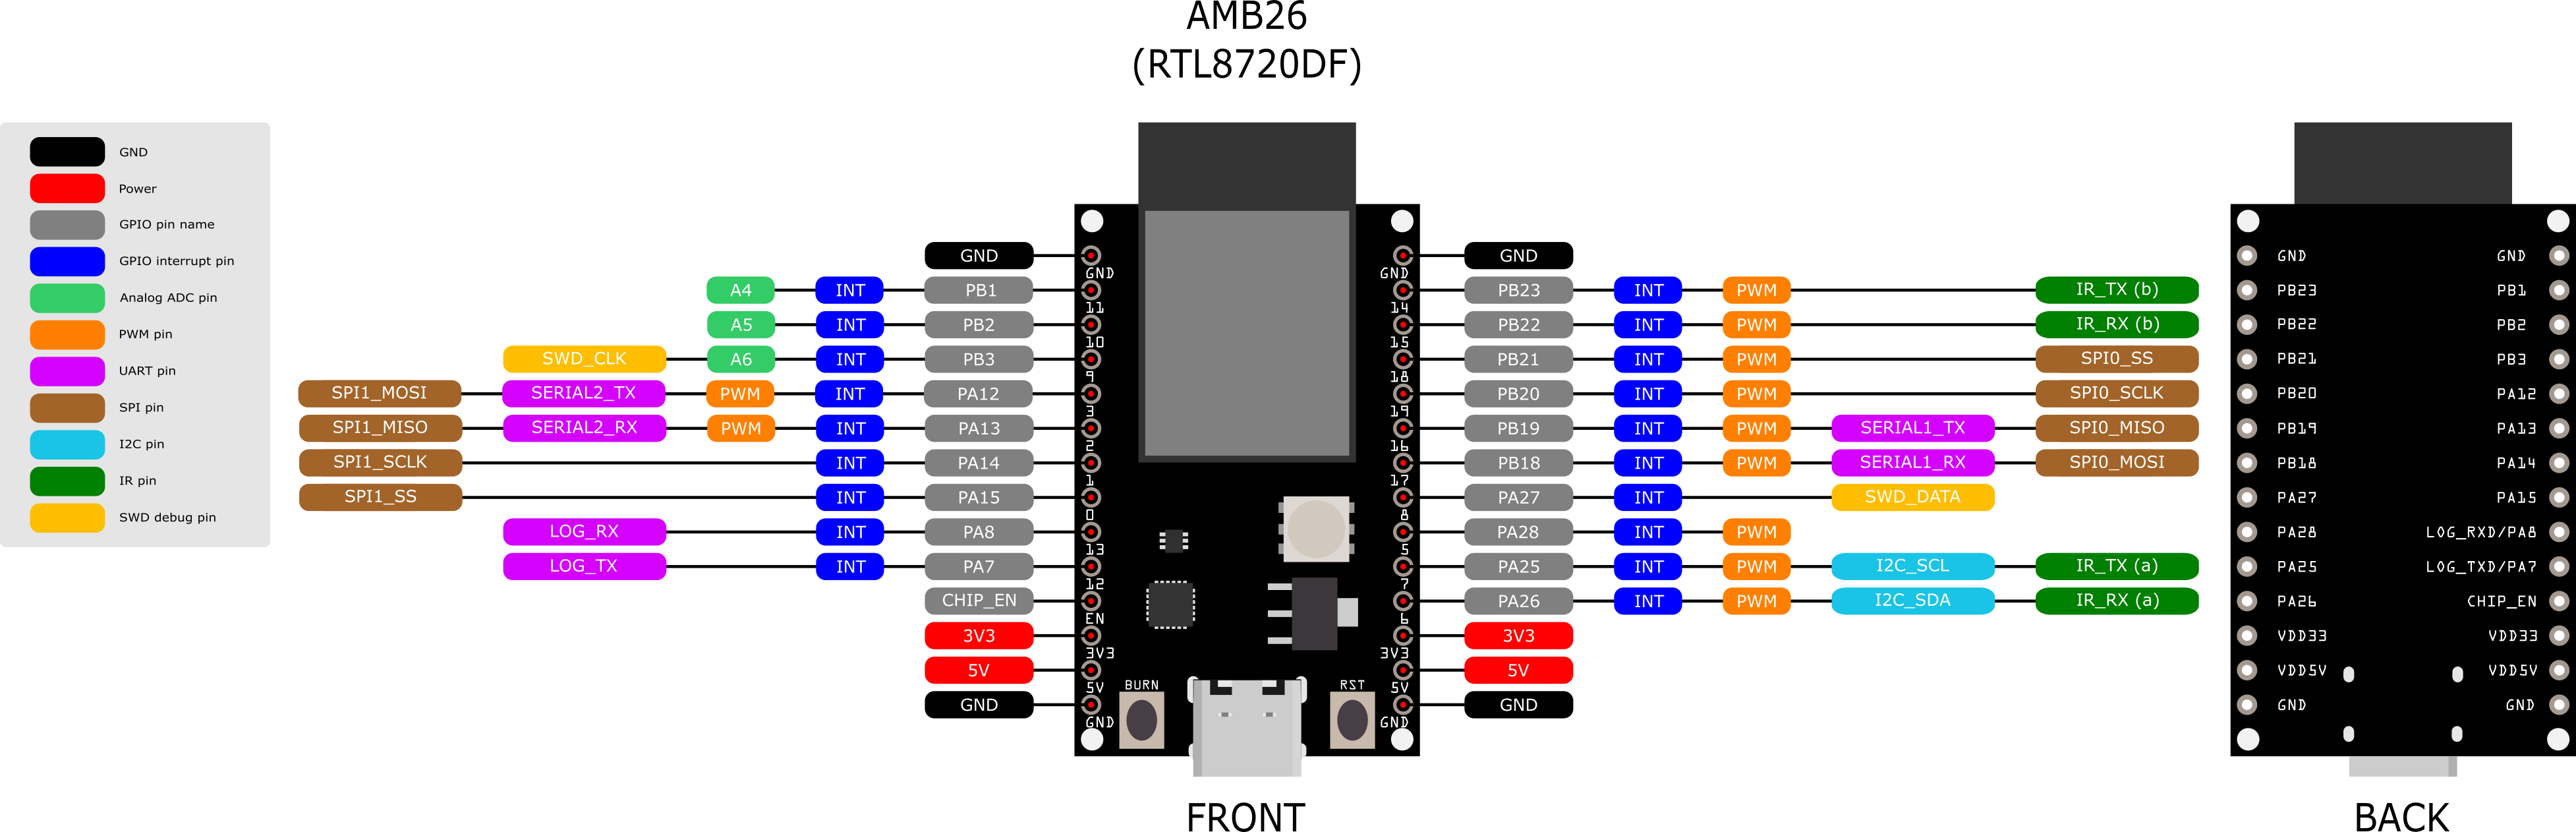 AMB26
(RTL8720DF)
GND
Power
GPIO pin name
GPIO interrupt pin
Analog ADC pin
PWM pin
UART pin
SPI pin
I2C pin
IR pin
SWD debug pin
GND
A4 INT PB1
A5 INT PB2
SWD_CLK A6 INT PB3
SPI1_MOSI SERIAL2_TX PWM INT PA12
SPI1_MISO SERIAL2_RX PWM INT PA13
SPI1_SCLK INT PA14
SPI1_SS INT PA15
LOG_RX INT PA8
LOG_TX INT PA7
CHIP_EN
3V3
5V
GND
GND
11
10
9
3
2
1
0
13
12
EN
3V3
5V
GND
BURN
RST
GND
14
15
18
19
16
17
8
5
7
6
3V3
5V
GND
GND
PB23 INT PWM IR_TX (b)
PB22 INT PWM IR_RX (b)
PB21 INT PWM SPI0_SS
PB20 INT PWM SPI0_SCLK
PB19 INT PWM SERIAL1_TX SPI0_MISO
PB18 INT PWM SERIAL1_RX SPI0_MOSI
PA27 INT SWD_DATA
PA28 INT PWM
PA25 INT PWM I2C_SCL IR_TX (a)
PA26 INT PWM I2C_SDA IR_RX (a)
3V3
5V
GND
GND GND
PB23 PB1
PB22 PB2
PB21 PB3
PB20 PA12
PB19 PA13
PB18 PA14
PA27 PA15
PA28 LOG_RXD/PA8
PA25 LOG_TXD/PA7
PA26 CHIP_EN
VDD33 VDD33
VDD5V VDD5V
GND GND
FRONT
BACK